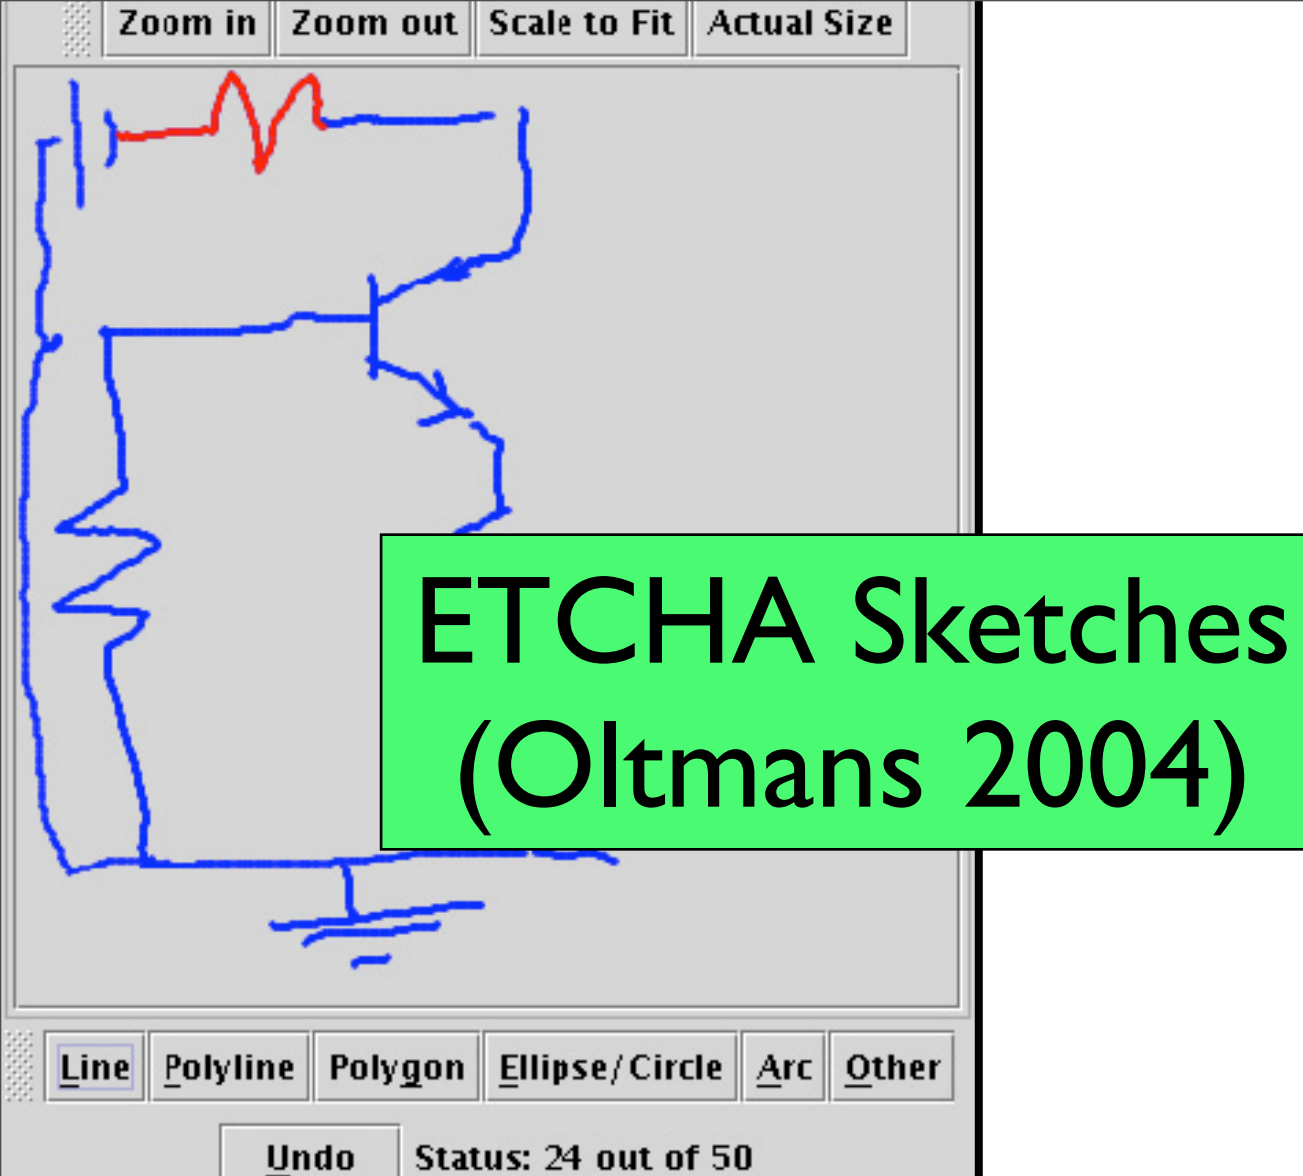 Zoom in Zoom out Scale to Fit Actual Size
ETCHA Sketches
(Oltmans 2004)
Line Polyline Polygon Ellipse/Circle Arc Other
Undo Status: 24 out of 50